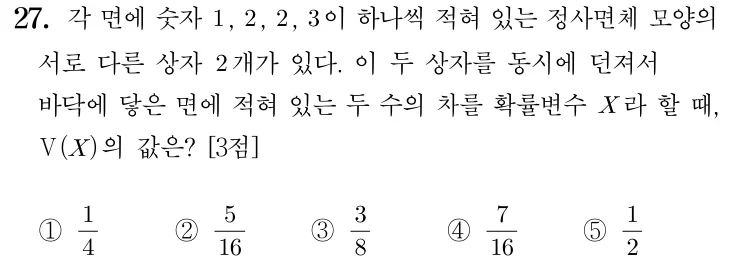 27. 각 면에 숫자 1, 2, 2, 3이 하나씩 적혀 있는 정사면체 모양의
서로 다른 상자 2개가 있다. 이 두 상자를 동시에 던져서
바닥에 닿은 면에 적혀 있는 두 수의 차를 확률변수 X라 할 때,
V(X)의 값은? [3점]
① 1/4 ② 5/16 ③ 3/8 ④ 7/16 ⑤ 1/2